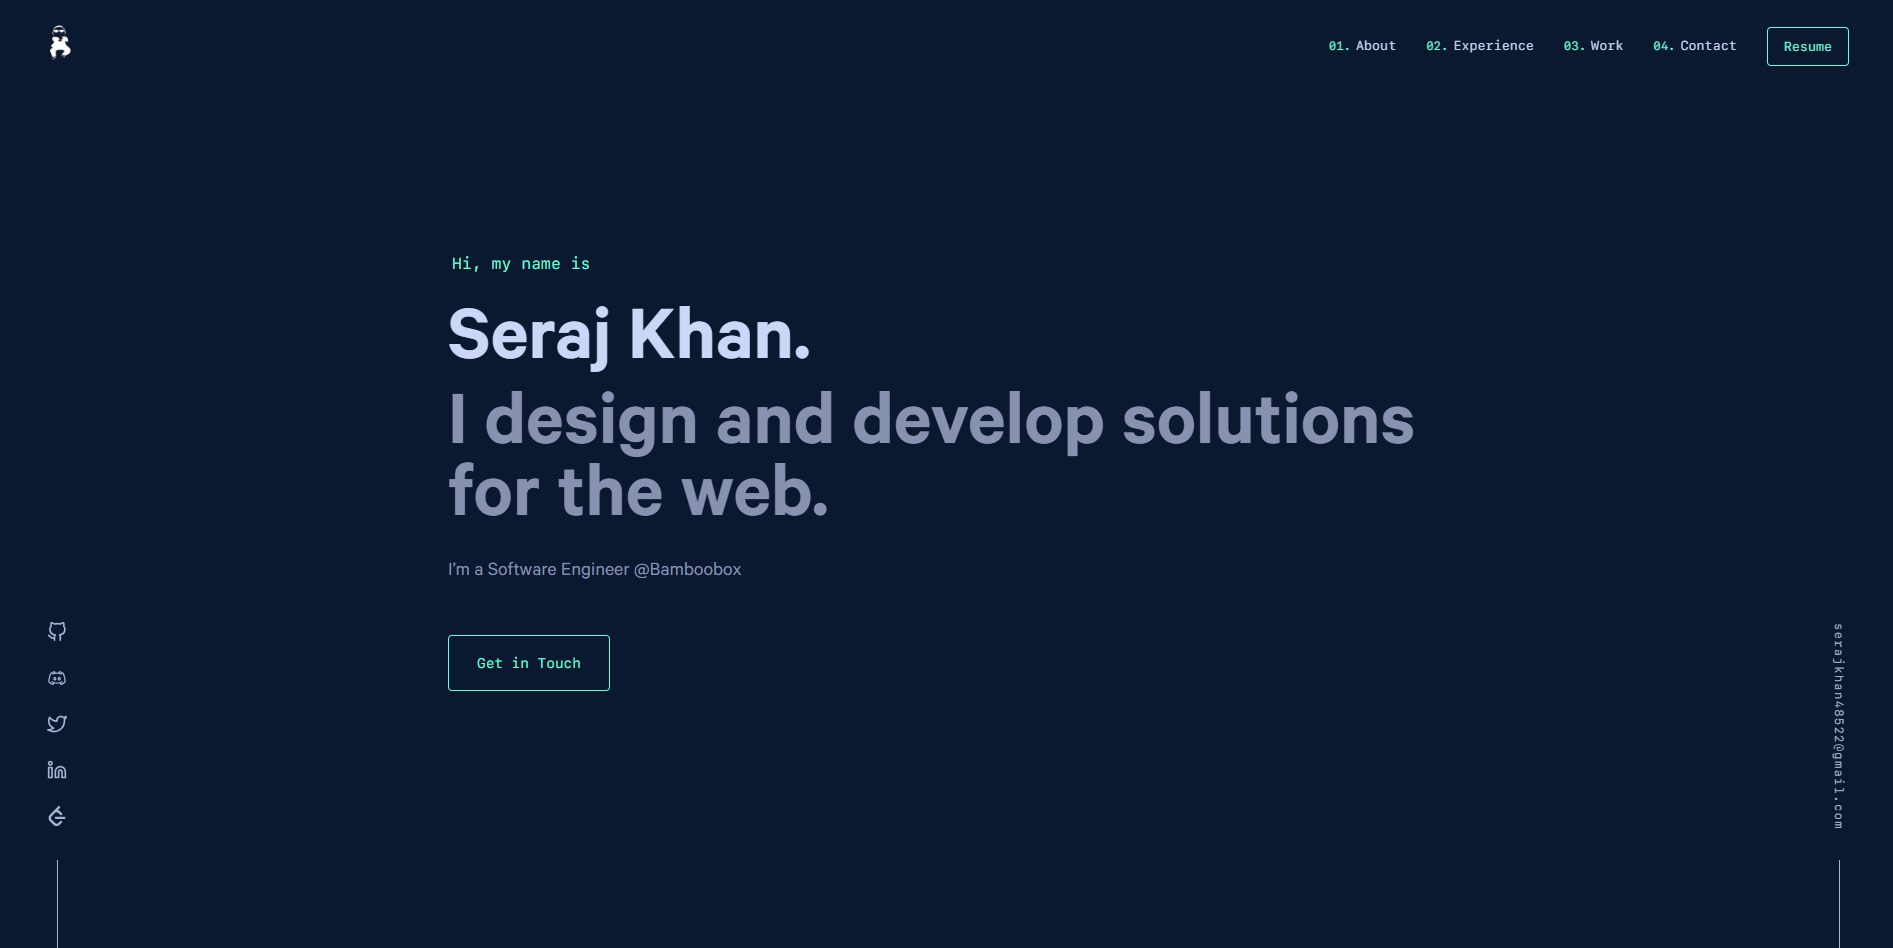 01. About
02. Experience
03. Work
04. Contact
Resume
Hi, my name is
Seraj Khan.
I design and develop solutions
for the web.
I'm a Software Engineer @Bamboobox
Get in Touch
serajkhan48522@gmail.com